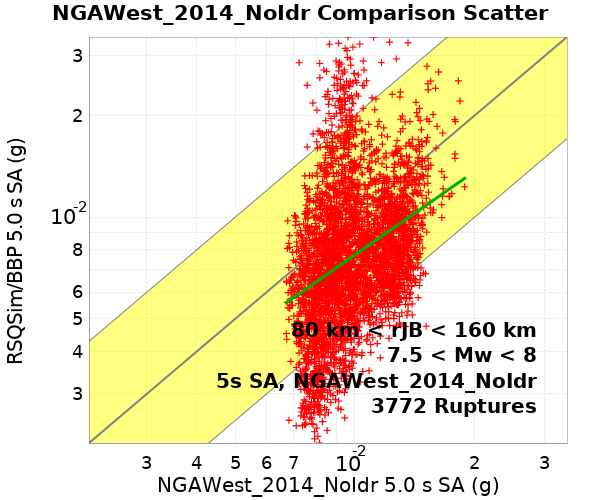 NGAWest_2014_NoIdr Comparison Scatter
RSQSim/BBP 5.0 s SA (g)
3
2
10-2
8
6
5
4
3
80 km < rJB < 160 km
7.5 < Mw < 8
5s SA, NGAWest_2014_NoIdr
3772 Ruptures
3 4 5 6 7 10-2 2 3
NGAWest_2014_NoIdr 5.0 s SA (g)